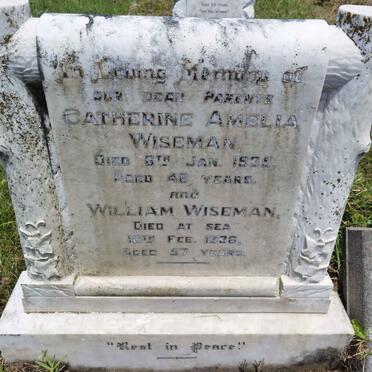 In Loving Memory of
OUR DEAR PARENTS
CATHERINE AMELIA
WISEMAN,
DIED 6TH JAN.
AGED 48 YEARS.
AND
WILLIAM WISEMAN,
DIED AT SEA
FEB. 1936,
AGED 57 YEARS.
"Rest in Peace."